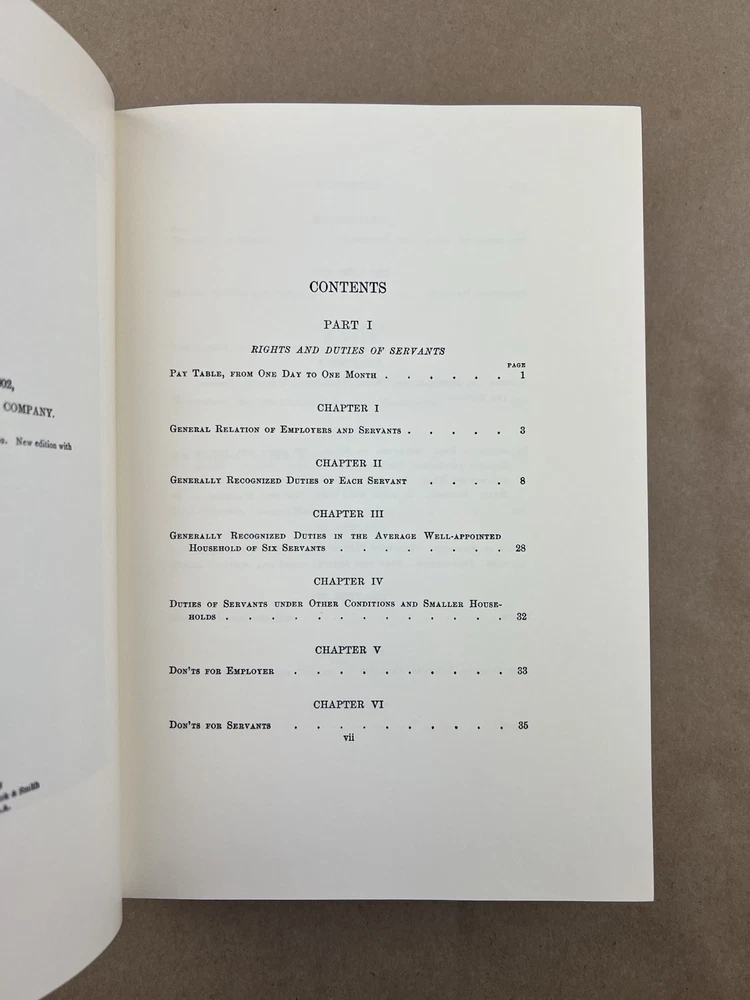 02,
COMPANY.
New edition with
& Smith
CONTENTS
PART I
RIGHTS AND DUTIES OF SERVANTS
PAGE
Pay Table, from One Day to One Month . . . . . . 1
CHAPTER I
General Relation of Employers and Servants . . . . . 3
CHAPTER II
Generally Recognized Duties of Each Servant . . . . 8
CHAPTER III
Generally Recognized Duties in the Average Well-appointed
Household of Six Servants . . . . . . . . 28
CHAPTER IV
Duties of Servants under Other Conditions and Smaller House-
holds . . . . . . . . . . . . . 32
CHAPTER V
Don'ts for Employer . . . . . . . . . . 33
CHAPTER VI
Don'ts for Servants . . . . . . . . . . 35
vii